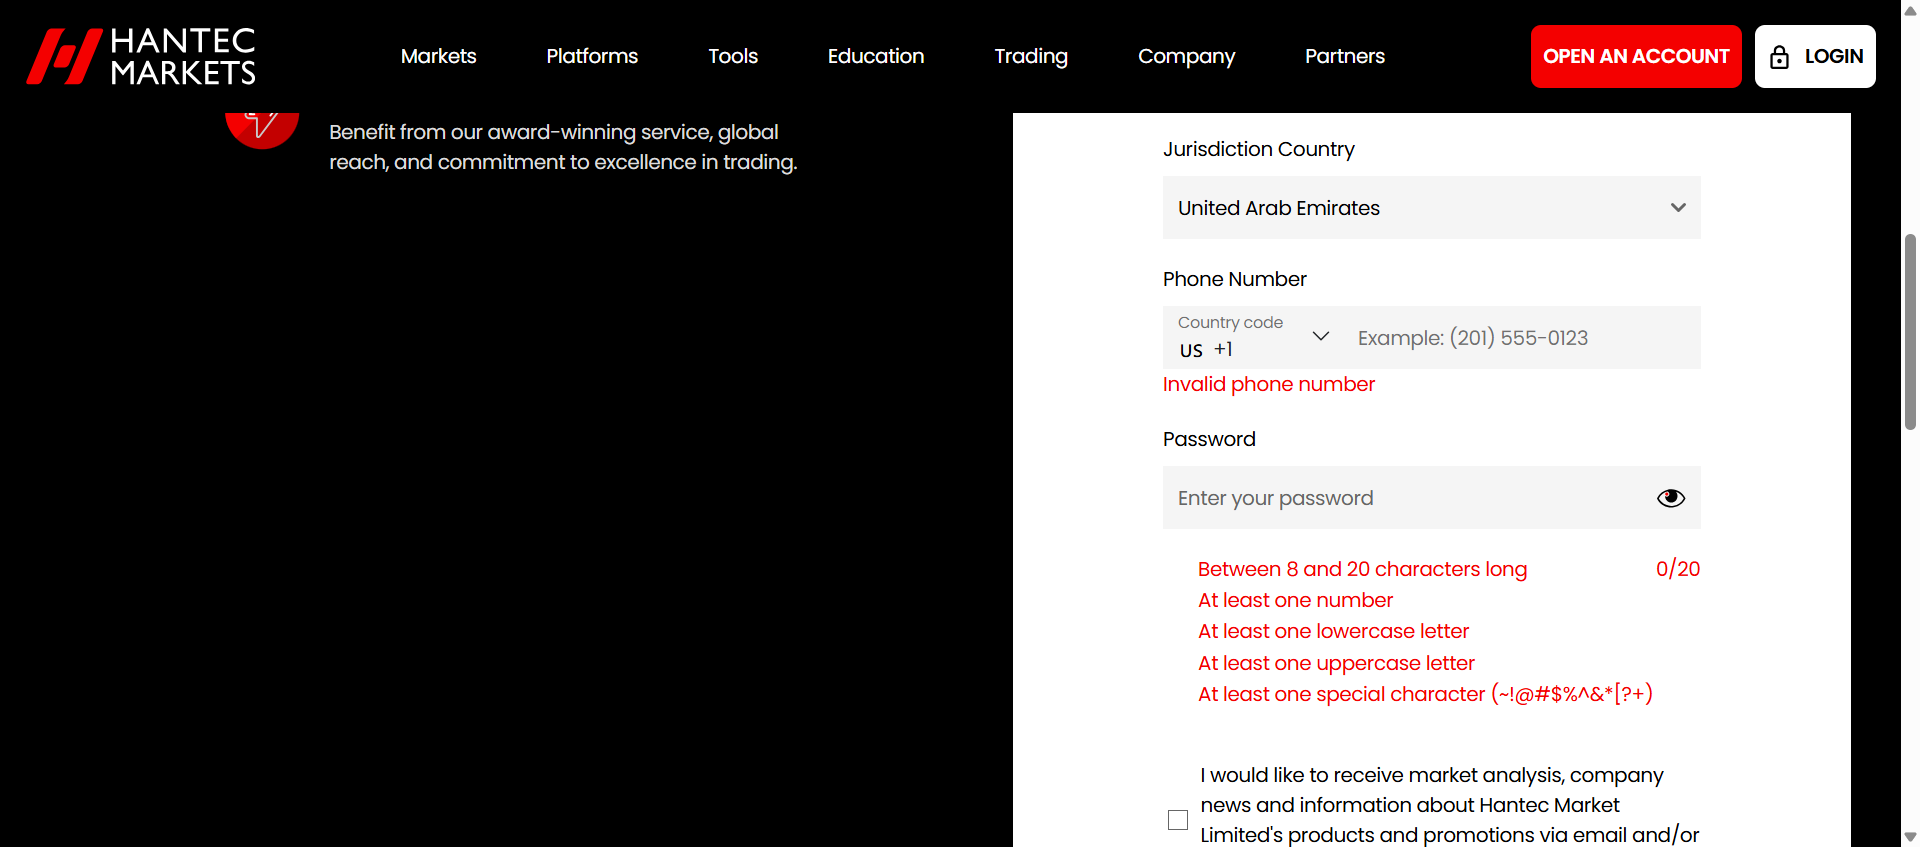 HANTEC
MARKETS
Markets
Platforms
Tools
Education
Trading
Company
Partners
OPEN AN ACCOUNT
LOGIN
Benefit from our award-winning service, global
reach, and commitment to excellence in trading.
Jurisdiction Country
United Arab Emirates
Phone Number
Country code
US +1
Example: (201) 555-0123
Invalid phone number
Password
Enter your password
Between 8 and 20 characters long
0/20
At least one number
At least one lowercase letter
At least one uppercase letter
At least one special character (~!@#$%^&*[?+)
I would like to receive market analysis, company
news and information about Hantec Market
Limited's products and promotions via email and/or